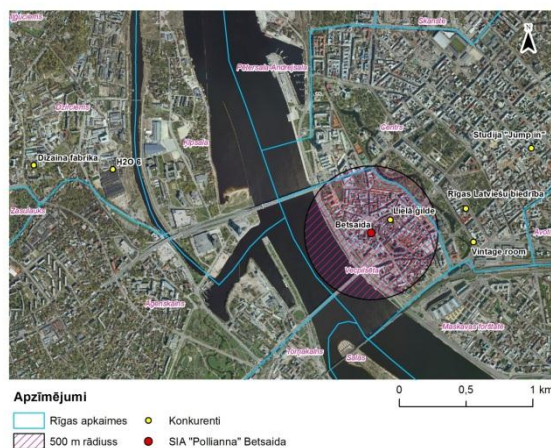 Skanste
Pētersala-Andrejsala
Dzirciems
Ķīpsala
Centrs
Studija "Jump in"
Dizaina fabrika
H2O 6
Zasulauks
Rīgas Latviešu biedrība
Lielā ģilde
Betsaida
Vintage room
Vecpilsēta
Āgenskalns
Maskavas forštate
Torņakalns
Salas
N
Apzīmējumi
0 0,5 1 km
Rīgas apkaimes Konkurenti
500 m rādiuss SIA "Pollianna" Betsaida